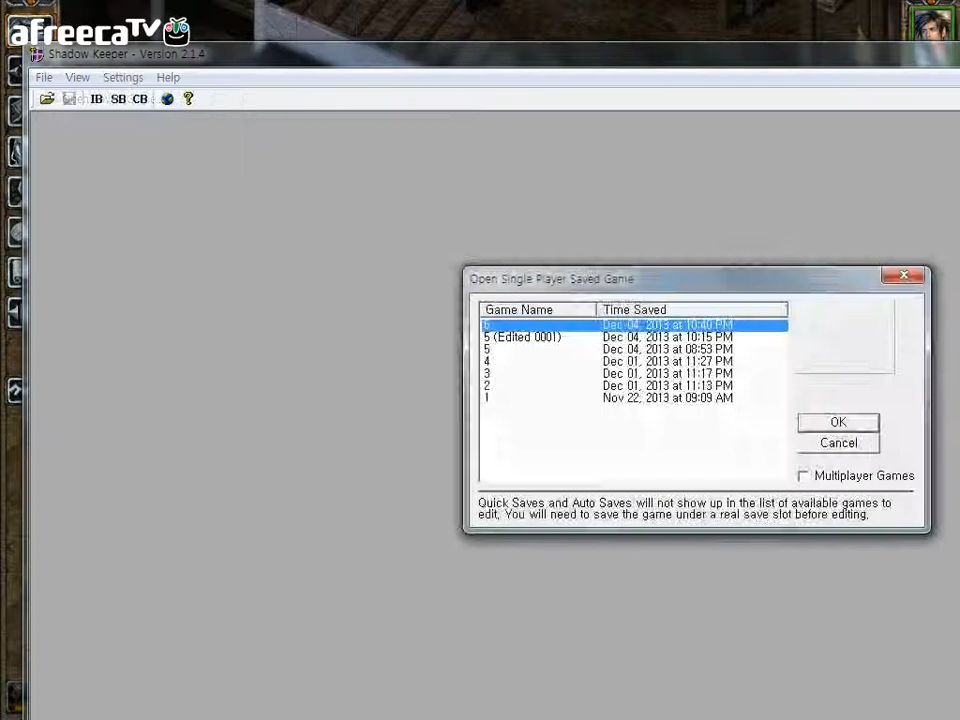 afreecaTV
Shadow Keeper - Version 2.1.4
File View Settings Help
IB SB CB ?
Open Single Player Saved Game
Game Name Time Saved
6 Dec 04, 2013 at 10:40 PM
5 (Edited 0001) Dec 04, 2013 at 10:15 PM
5 Dec 04, 2013 at 08:53 PM
4 Dec 01, 2013 at 11:27 PM
3 Dec 01, 2013 at 11:17 PM
2 Dec 01, 2013 at 11:13 PM
1 Nov 22, 2013 at 09:09 AM
OK
Cancel
Multiplayer Games
Quick Saves and Auto Saves will not show up in the list of available games to
edit, You will need to save the game under a real save slot before editing,